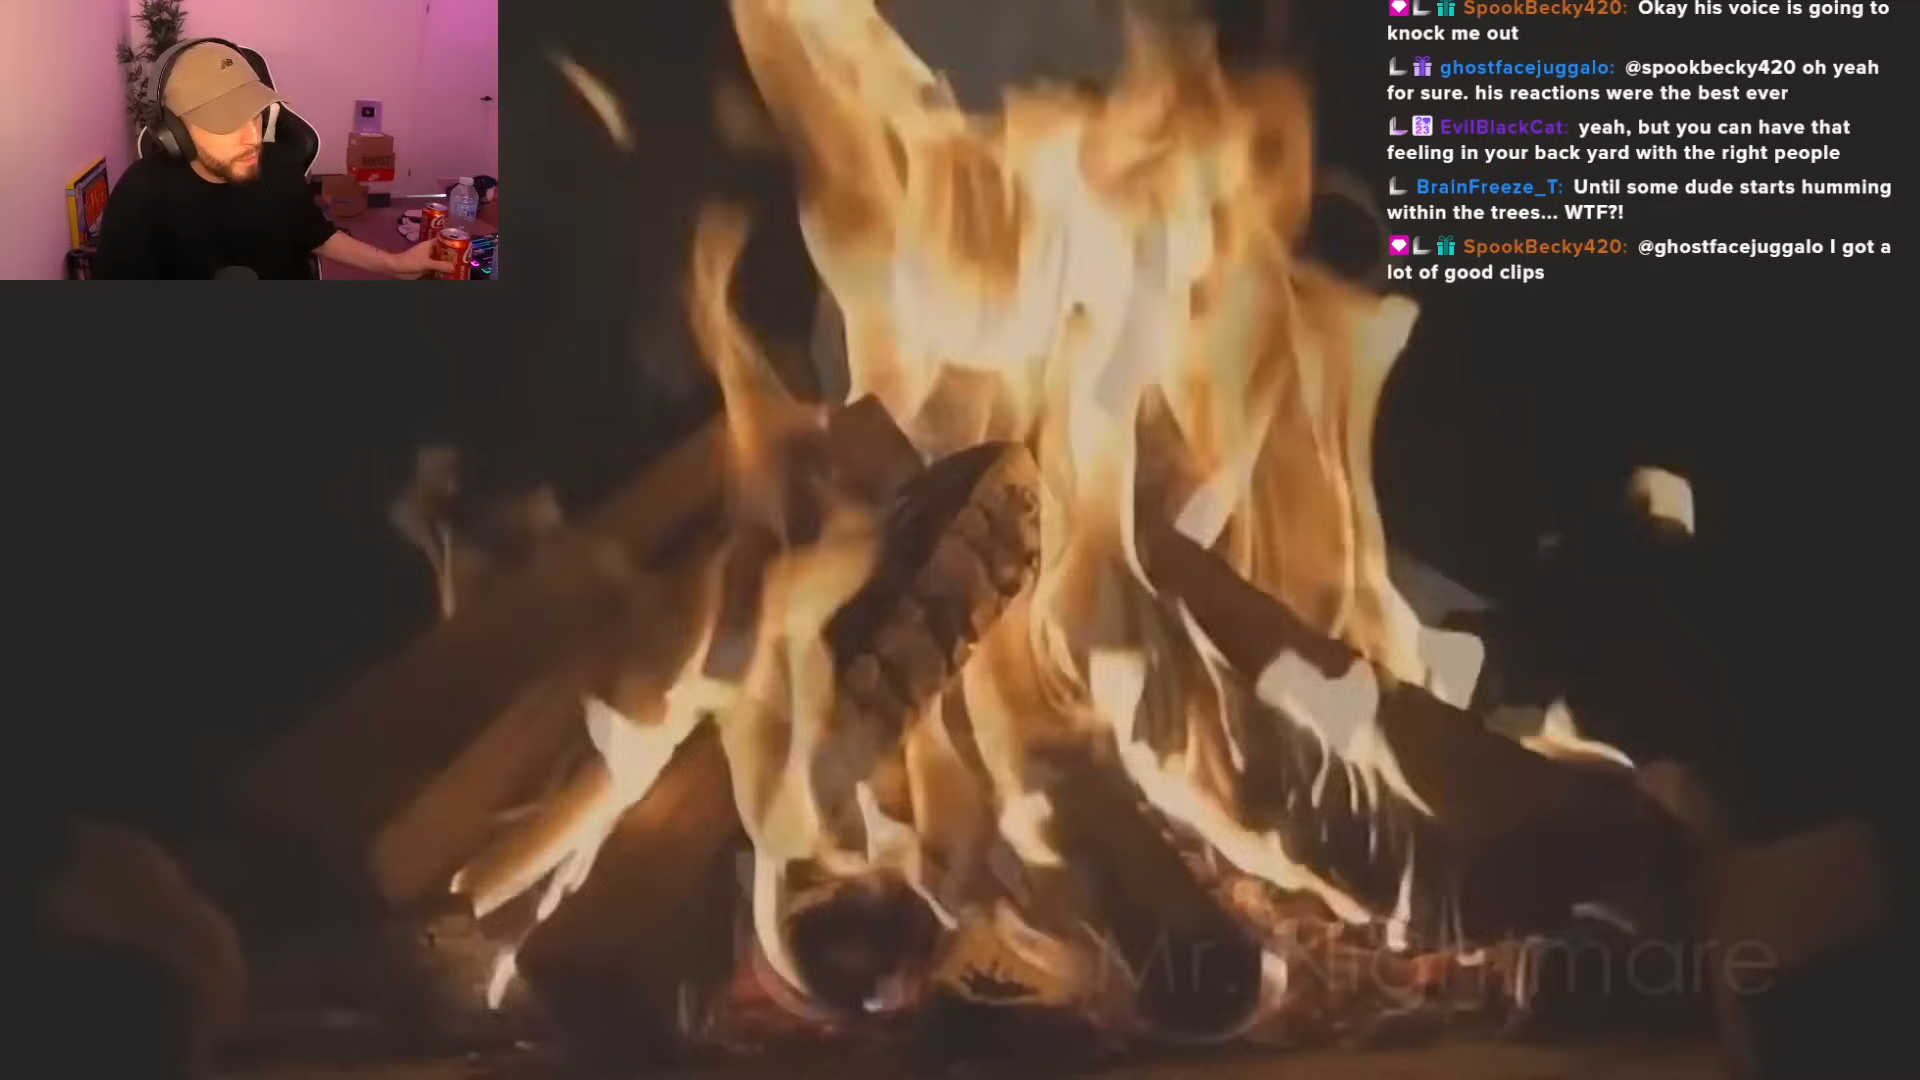 SpookBecky420: Okay his voice is going to
knock me out
ghostfacejuggalo: @spookbecky420 oh yeah
for sure. his reactions were the best ever
EvilBlackCat: yeah, but you can have that
feeling in your back yard with the right people
BrainFreeze_T: Until some dude starts humming
within the trees... WTF?!
SpookBecky420: @ghostfacejuggalo I got a
lot of good clips
Mr. Nightmare